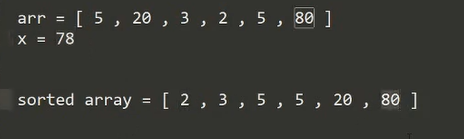 arr = [ 5 , 20 , 3 , 2 , 5 , 80 ]
x = 78
sorted array = [ 2 , 3 , 5 , 5 , 20 , 80 ]